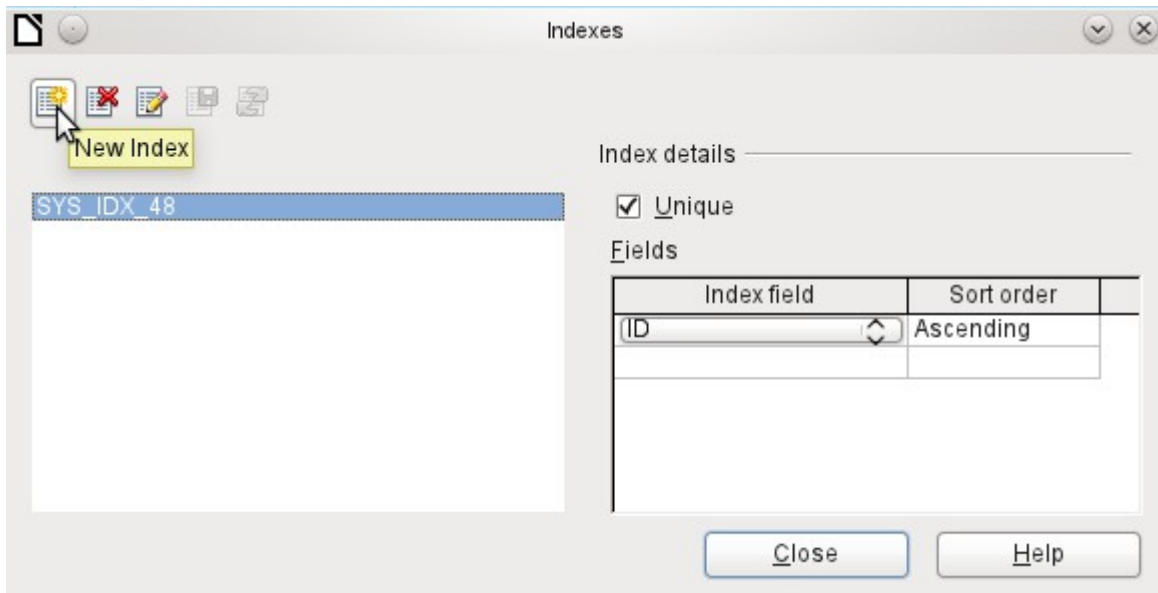 Indexes
New Index
SYS_IDX_48
Index details
Unique
Fields
Index field Sort order
ID Ascending
Close Help